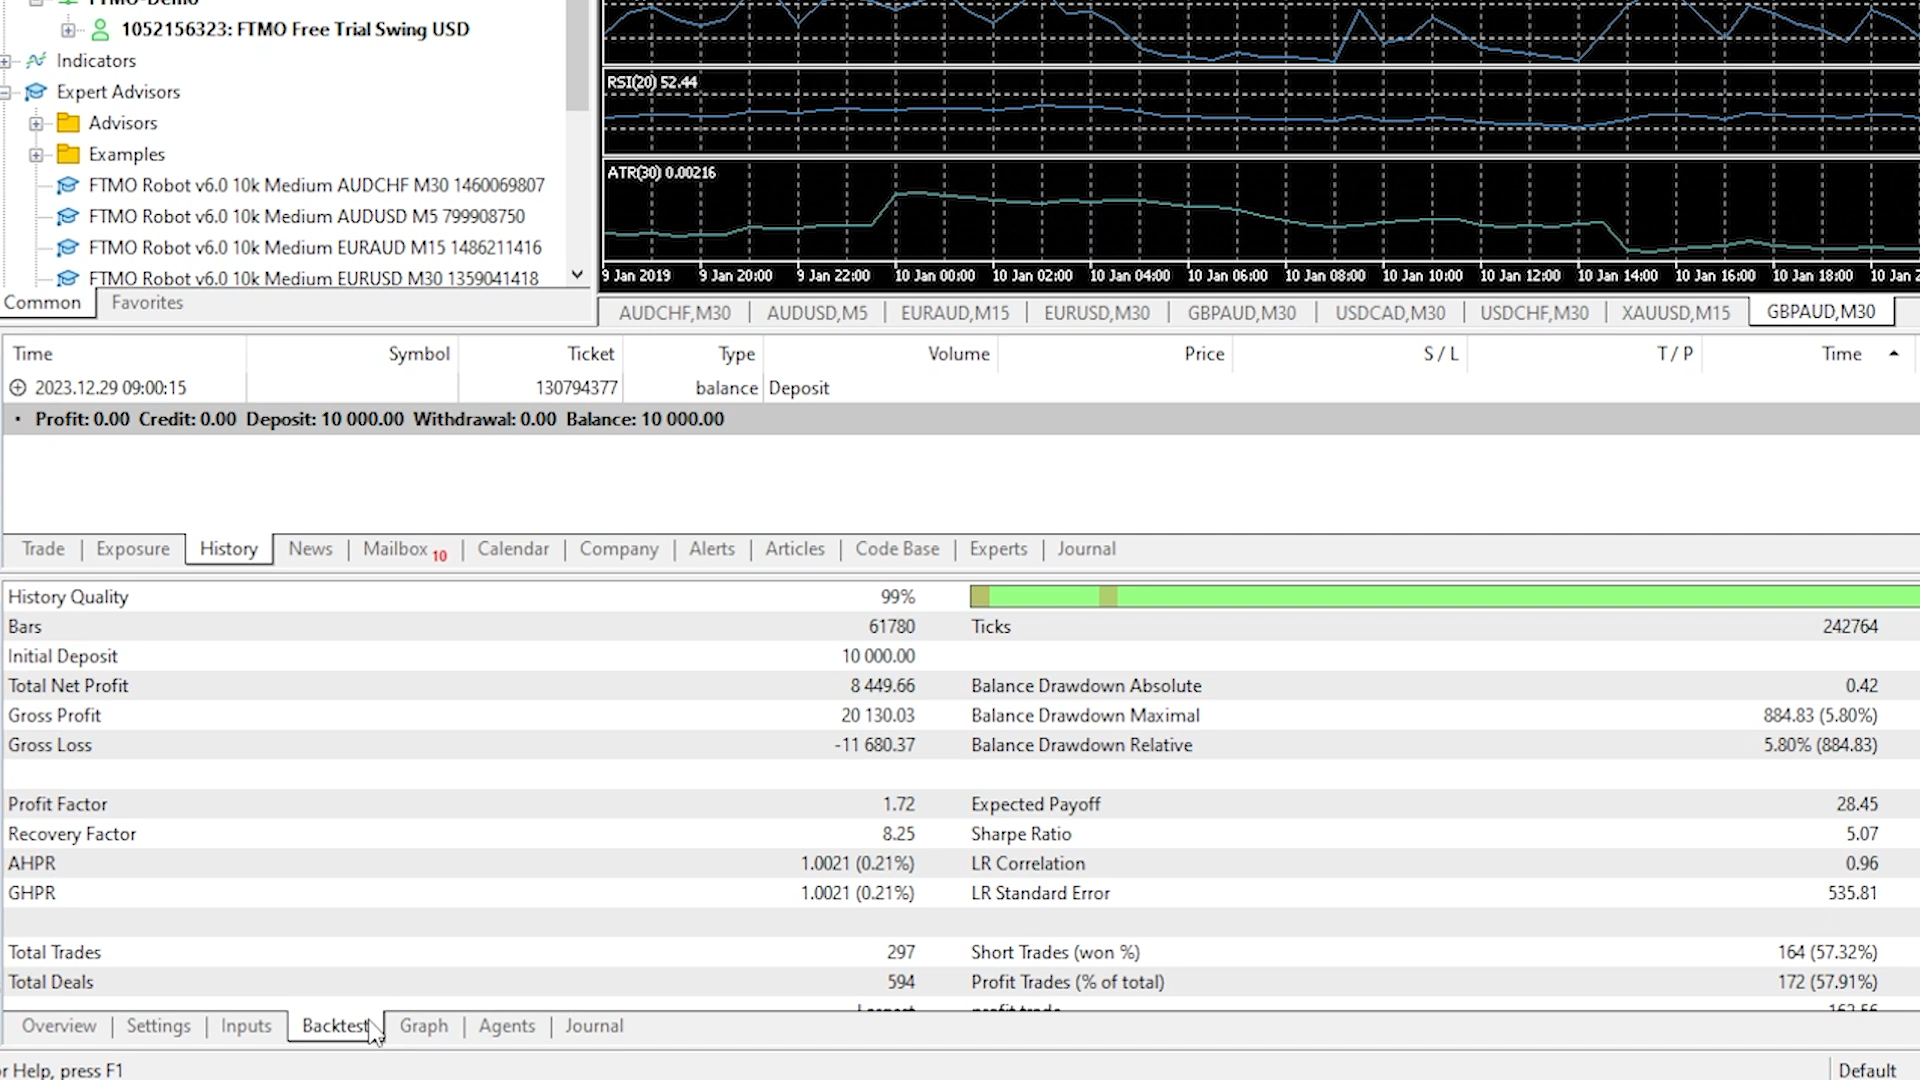 FTMO-Demo
1052156323: FTMO Free Trial Swing USD
Indicators
Expert Advisors
Advisors
Examples
FTMO Robot v6.0 10k Medium AUDCHF M30 1460069807
FTMO Robot v6.0 10k Medium AUDUSD M5 799908750
FTMO Robot v6.0 10k Medium EURAUD M15 1486211416
FTMO Robot v6.0 10k Medium EURUSD M30 1359041418
Common Favorites
RSI(20) 52.44
ATR(30) 0.00216
9 Jan 2019 9 Jan 20:00 9 Jan 22:00 10 Jan 00:00 10 Jan 02:00 10 Jan 04:00 10 Jan 06:00 10 Jan 08:00 10 Jan 10:00 10 Jan 12:00 10 Jan 14:00 10 Jan 16:00 10 Jan 18:00 10 Jan 2
AUDCHF,M30 AUDUSD,M5 EURAUD,M15 EURUSD,M30 GBPAUD,M30 USDCAD,M30 USDCHF,M30 XAUUSD,M15 GBPAUD,M30
Time Symbol Ticket Type Volume Price S / L T / P Time
2023.12.29 09:00:15 130794377 balance Deposit
Profit: 0.00 Credit: 0.00 Deposit: 10 000.00 Withdrawal: 0.00 Balance: 10 000.00
Trade Exposure History News Mailbox 10 Calendar Company Alerts Articles Code Base Experts Journal
History Quality 99%
Bars 61780 Ticks 242764
Initial Deposit 10 000.00
Total Net Profit 8 449.66 Balance Drawdown Absolute 0.42
Gross Profit 20 130.03 Balance Drawdown Maximal 884.83 (5.80%)
Gross Loss -11 680.37 Balance Drawdown Relative 5.80% (884.83)
Profit Factor 1.72 Expected Payoff 28.45
Recovery Factor 8.25 Sharpe Ratio 5.07
AHPR 1.0021 (0.21%) LR Correlation 0.96
GHPR 1.0021 (0.21%) LR Standard Error 535.81
Total Trades 297 Short Trades (won %) 164 (57.32%)
Total Deals 594 Profit Trades (% of total) 172 (57.91%)
Overview Settings Inputs Backtest Graph Agents Journal
or Help, press F1 Default